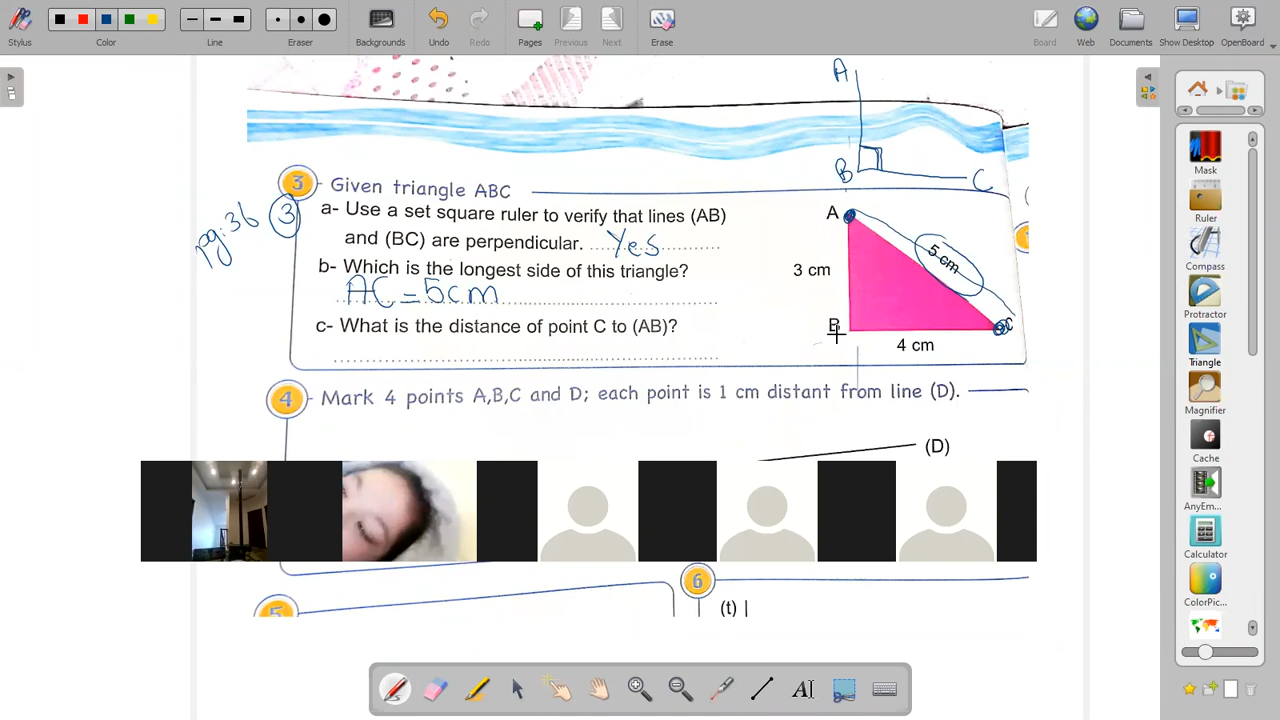 Stylus
Color
Line
Eraser
Backgrounds
Undo
Redo
Pages
Previous
Next
Erase
Board
Web
Documents
Show Desktop
OpenBoard
A
B
C
3 Given triangle ABC
pg:36 3
a- Use a set square ruler to verify that lines (AB)
and (BC) are perpendicular. Yes
b- Which is the longest side of this triangle?
AC = 5cm
c- What is the distance of point C to (AB)?
A
3 cm
5 cm
B
C
4 cm
4 Mark 4 points A,B,C and D; each point is 1 cm distant from line (D).
(D)
5
6
(t)
Mask
Ruler
Compass
Protractor
Triangle
Magnifier
Cache
AnyEm...
Calculator
ColorPic...